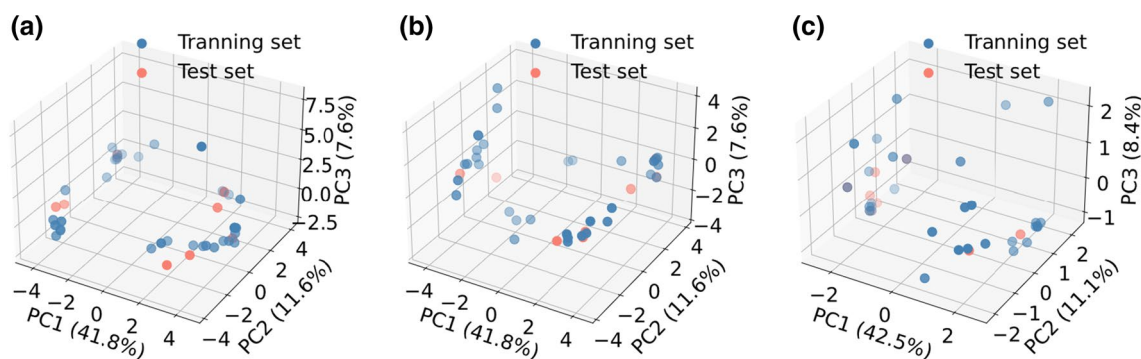 (a)
Tranning set
Test set
7.5
5.0
2.5
0.0
−2.5
PC3 (7.6%)
−4
−2
0
2
4
PC1 (41.8%)
−4
−2
0
2
4
PC2 (11.6%)
(b)
Tranning set
Test set
4
2
0
−2
−4
PC3 (7.6%)
−4
−2
0
2
4
PC1 (41.8%)
−4
−2
0
2
4
PC2 (11.6%)
(c)
Tranning set
Test set
2
1
0
−1
PC3 (8.4%)
−2
0
2
PC1 (42.5%)
−2
−1
0
1
2
PC2 (11.1%)